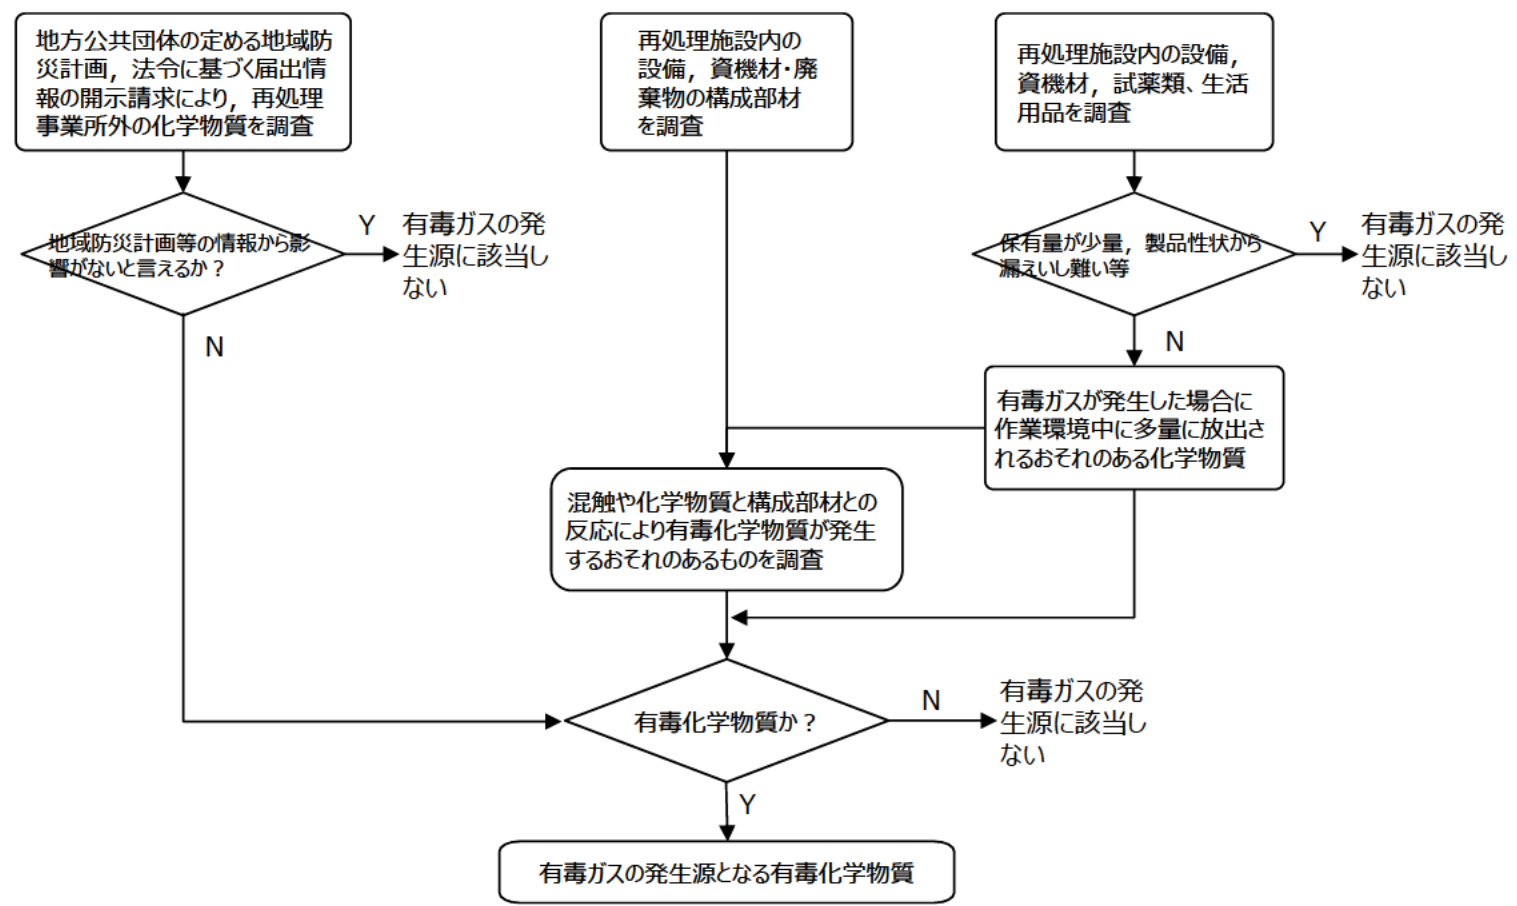 地方公共団体の定める地域防
災計画，法令に基づく届出情
報の開示請求により，再処理
事業所外の化学物質を調査
再処理施設内の
設備，資機材・廃
棄物の構成部材
を調査
再処理施設内の設備，
資機材，試薬類、生活
用品を調査
地域防災計画等の情報から影
響がないと言えるか？
Y
有毒ガスの発
生源に該当し
ない
保有量が少量，製品性状から
漏えいし難い等
Y
有毒ガスの発
生源に該当し
ない
N
N
有毒ガスが発生した場合に
作業環境中に多量に放出さ
れるおそれのある化学物質
混触や化学物質と構成部材との
反応により有毒化学物質が発生
するおそれのあるものを調査
有毒化学物質か？
N
有毒ガスの発
生源に該当し
ない
Y
有毒ガスの発生源となる有毒化学物質